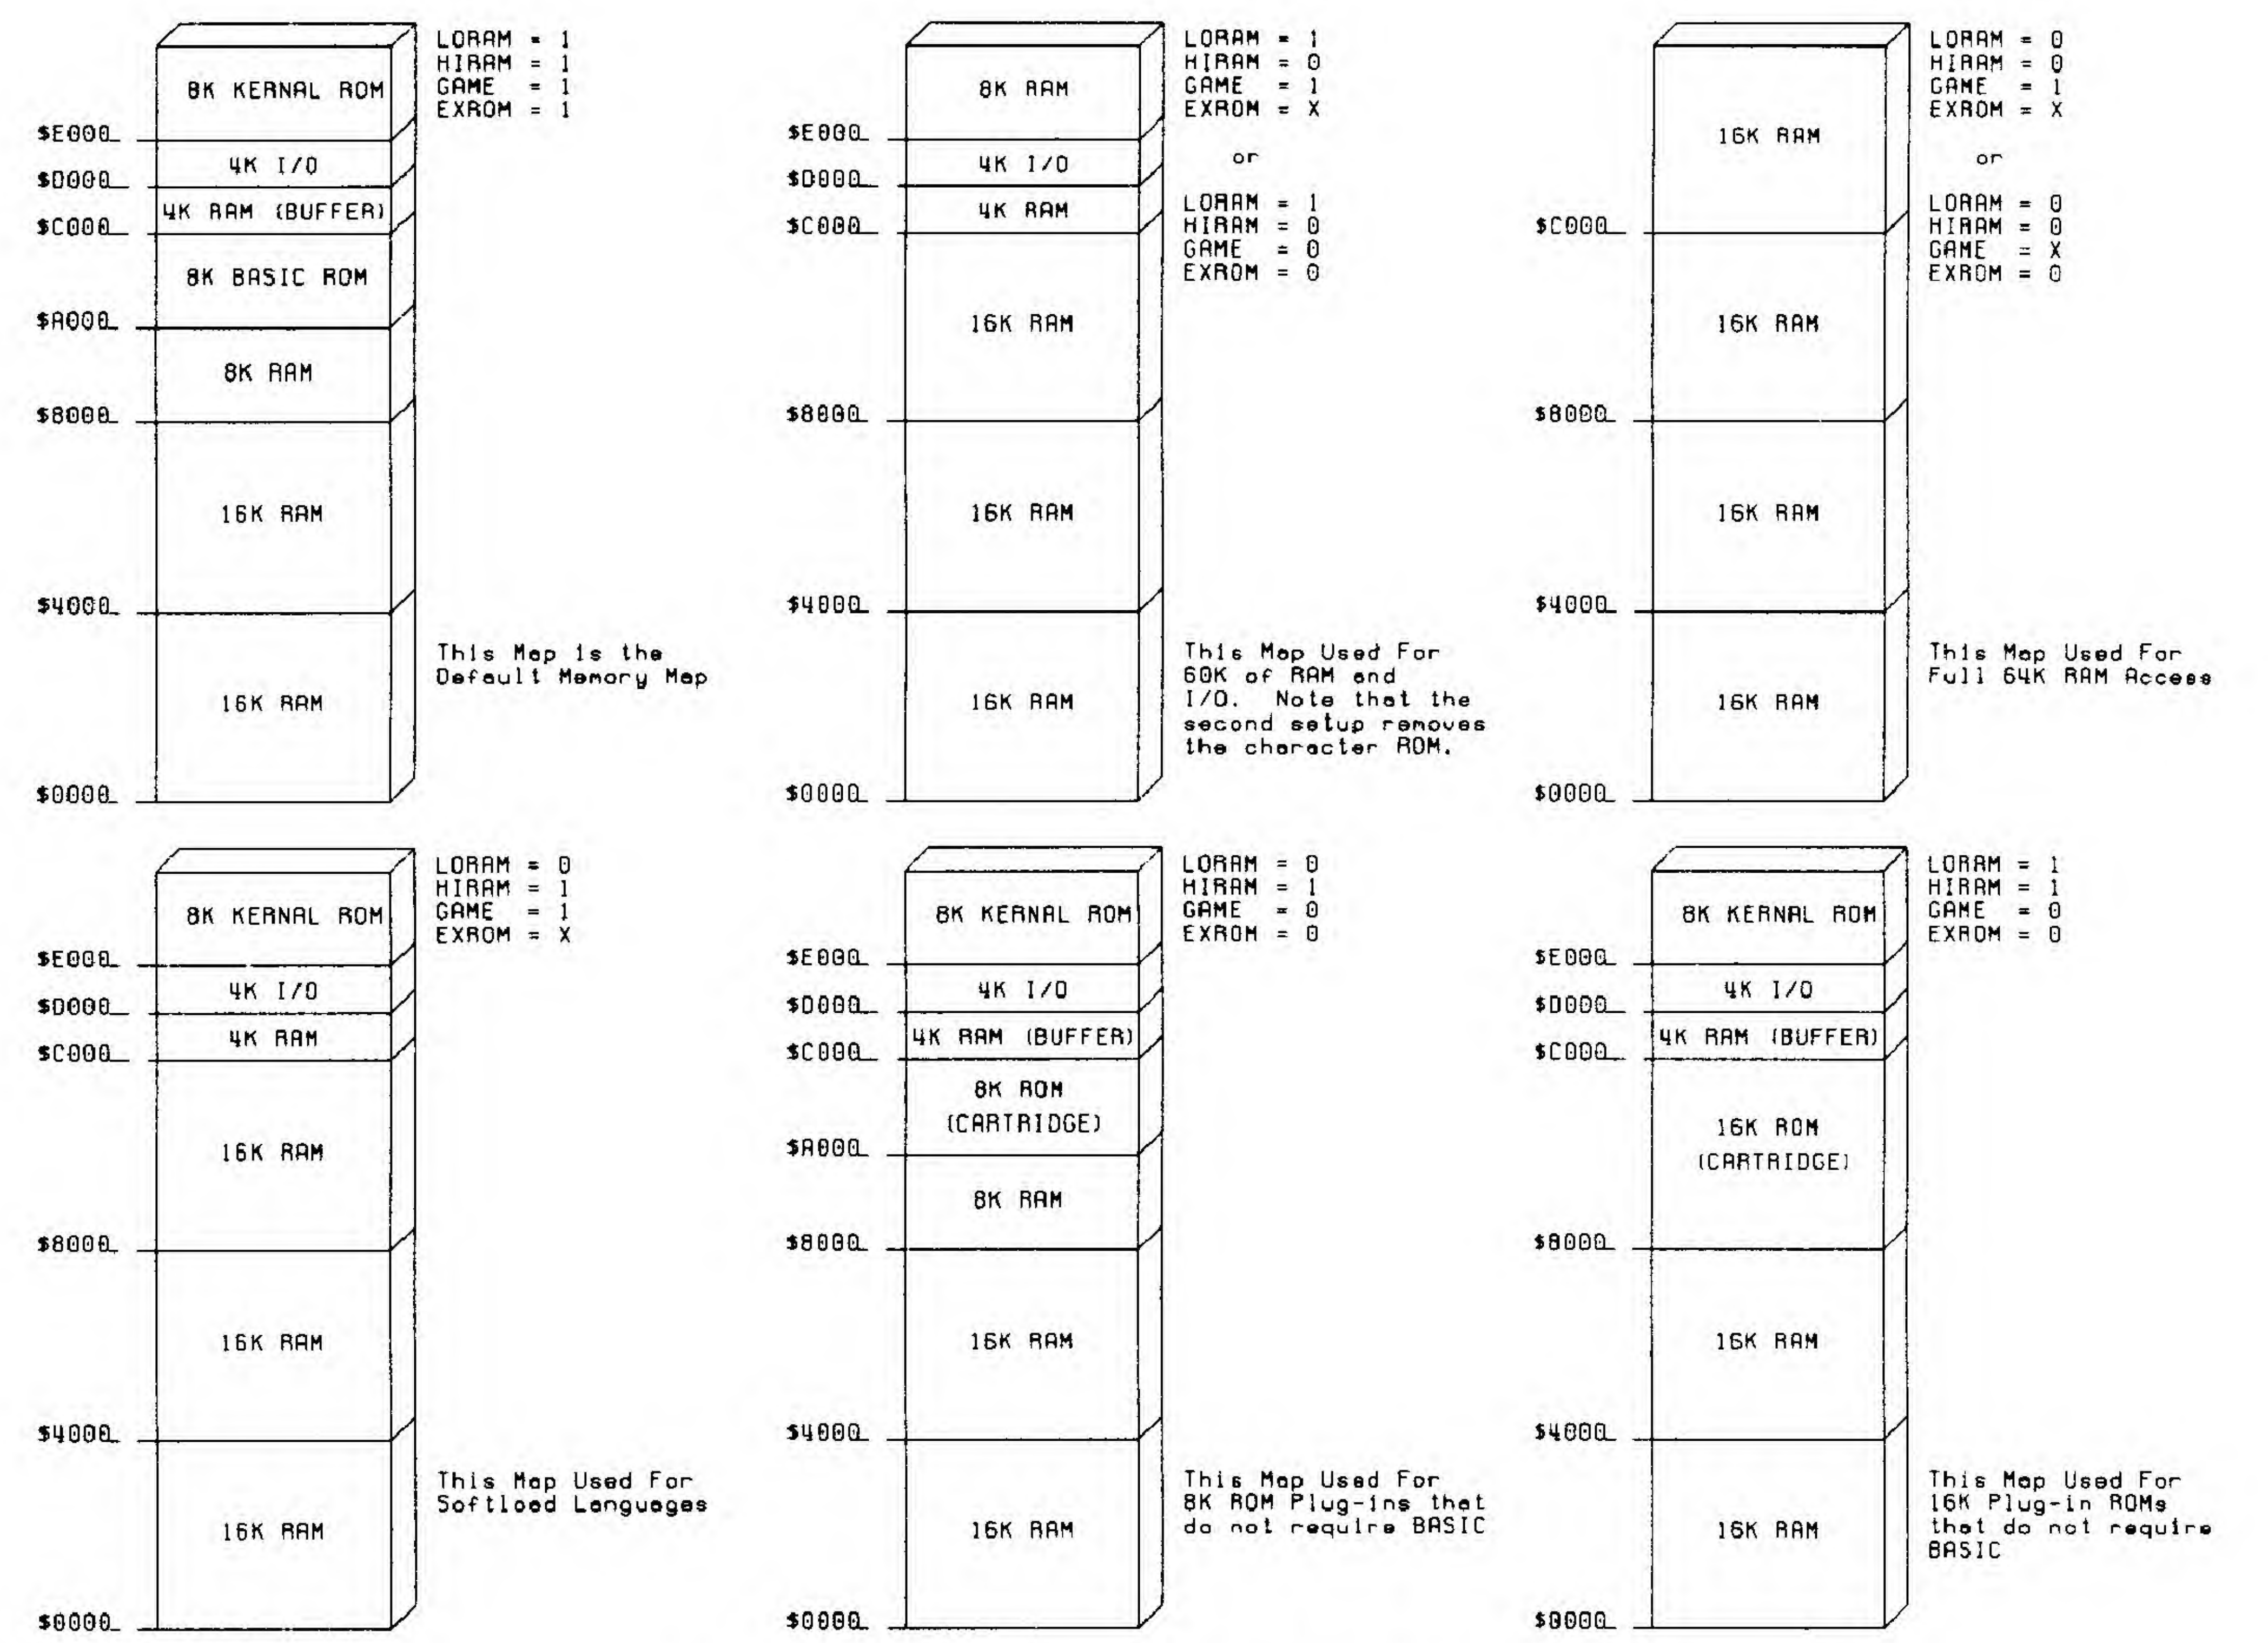 LORAM = 1
HIRAM = 1
GAME = 1
EXROM = 1
8K KERNAL ROM
$E000
4K I/O
$D000
4K RAM (BUFFER)
$C000
8K BASIC ROM
$A000
8K RAM
$8000
16K RAM
$4000
This Map is the
Default Memory Map
16K RAM
$0000
LORAM = 1
HIRAM = 0
GAME = 1
EXROM = X
or
LORAM = 1
HIRAM = 0
GAME = 0
EXROM = 0
8K RAM
$E000
4K I/O
$D000
4K RAM
$C000
16K RAM
$8000
16K RAM
$4000
This Map Used For
60K of RAM and
I/O. Note that the
second setup removes
the character ROM.
16K RAM
$0000
LORAM = 0
HIRAM = 0
GAME = 1
EXROM = X
or
LORAM = 0
HIRAM = 0
GAME = X
EXROM = 0
16K RAM
$C000
16K RAM
$8000
16K RAM
$4000
This Map Used For
Full 64K RAM Access
16K RAM
$0000
LORAM = 0
HIRAM = 1
GAME = 1
EXROM = X
8K KERNAL ROM
$E000
4K I/O
$D000
4K RAM
$C000
16K RAM
$8000
16K RAM
$4000
This Map Used For
Softload Languages
16K RAM
$0000
LORAM = 0
HIRAM = 1
GAME = 0
EXROM = 0
8K KERNAL ROM
$E000
4K I/O
$D000
4K RAM (BUFFER)
$C000
8K ROM
(CARTRIDGE)
$A000
8K RAM
$8000
16K RAM
$4000
This Map Used For
8K ROM Plug-ins that
do not require BASIC
16K RAM
$0000
LORAM = 1
HIRAM = 1
GAME = 0
EXROM = 0
8K KERNAL ROM
$E000
4K I/O
$D000
4K RAM (BUFFER)
$C000
16K ROM
(CARTRIDGE)
$8000
16K RAM
$4000
This Map Used For
16K Plug-in ROMs
that do not require
BASIC
16K RAM
$0000